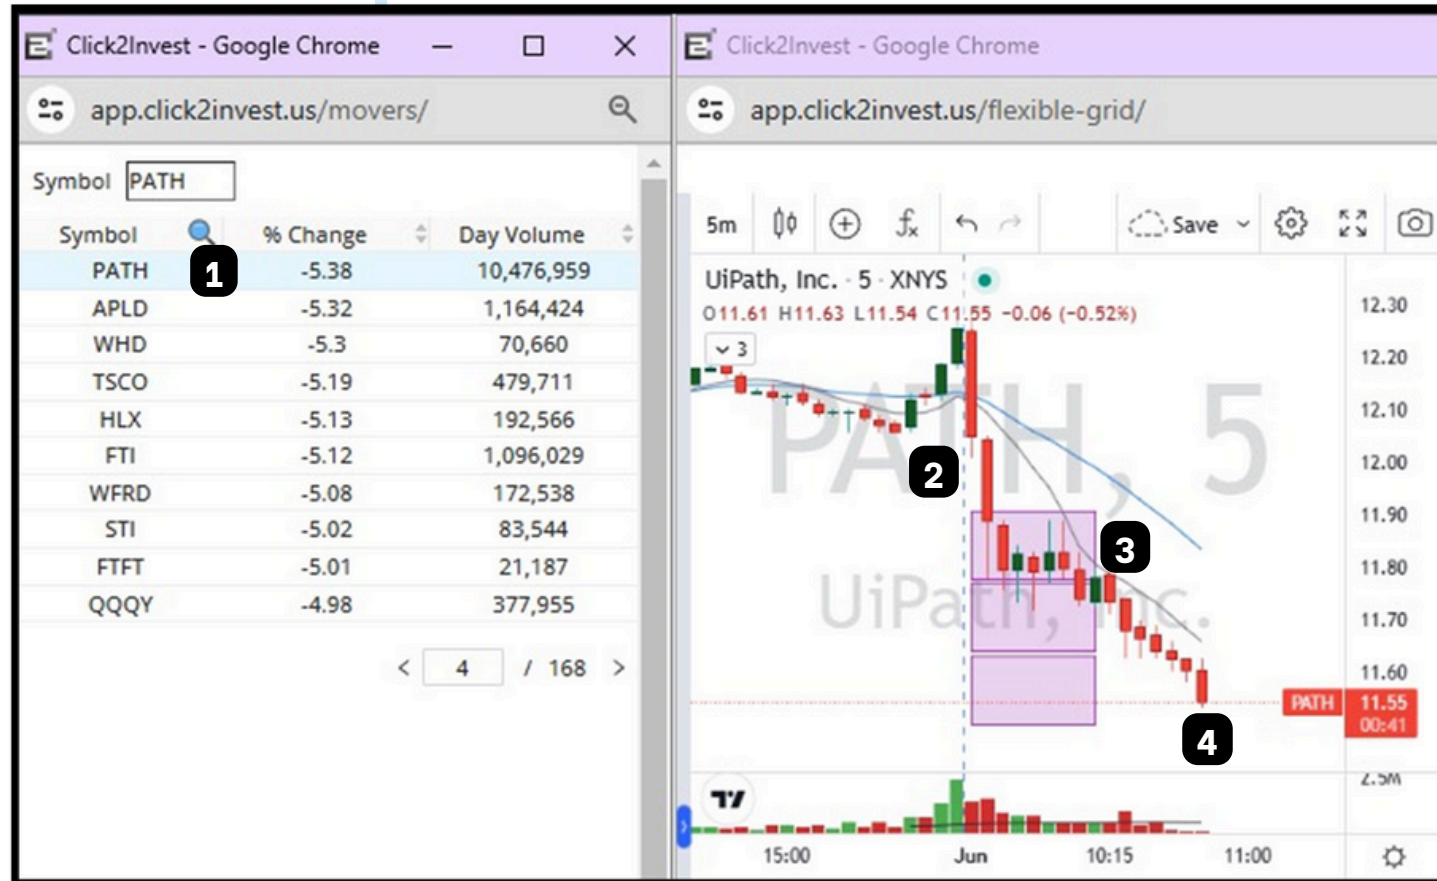 Click2Invest - Google Chrome
app.click2invest.us/movers/
Symbol PATH
Symbol % Change Day Volume
PATH -5.38 10,476,959
1
APLD -5.32 1,164,424
WHD -5.3 70,660
TSCO -5.19 479,711
HLX -5.13 192,566
FTI -5.12 1,096,029
WFRD -5.08 172,538
STI -5.02 83,544
FTFT -5.01 21,187
QQQY -4.98 377,955
< 4 / 168 >
Click2Invest - Google Chrome
app.click2invest.us/flexible-grid/
5m fx Save
UiPath, Inc. · 5 · XNYS
O11.61 H11.63 L11.54 C11.55 −0.06 (−0.52%)
3
PATH, 5
UiPath, Inc.
2
3
4
12.30
12.20
12.10
12.00
11.90
11.80
11.70
11.60
PATH 11.55
00:41
2.5M
15:00 Jun 10:15 11:00